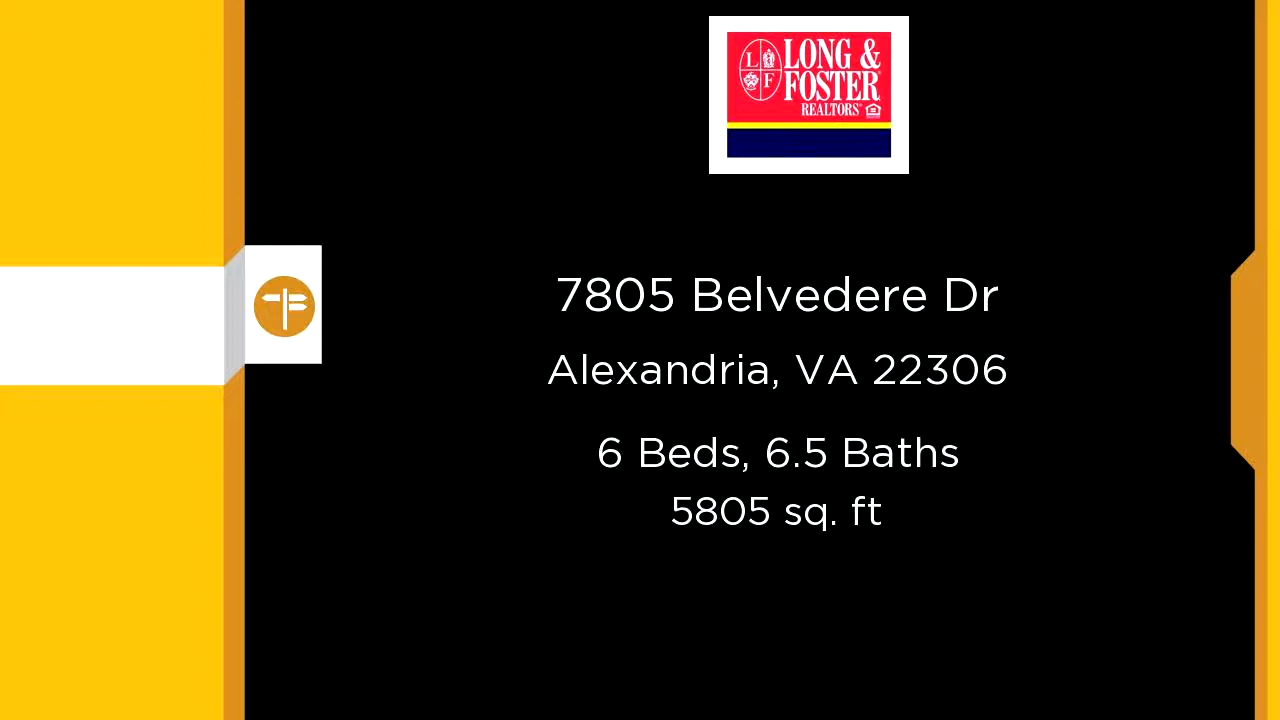 L F
LONG &
FOSTER
REALTORS
7805 Belvedere Dr
Alexandria, VA 22306
6 Beds, 6.5 Baths
5805 sq. ft